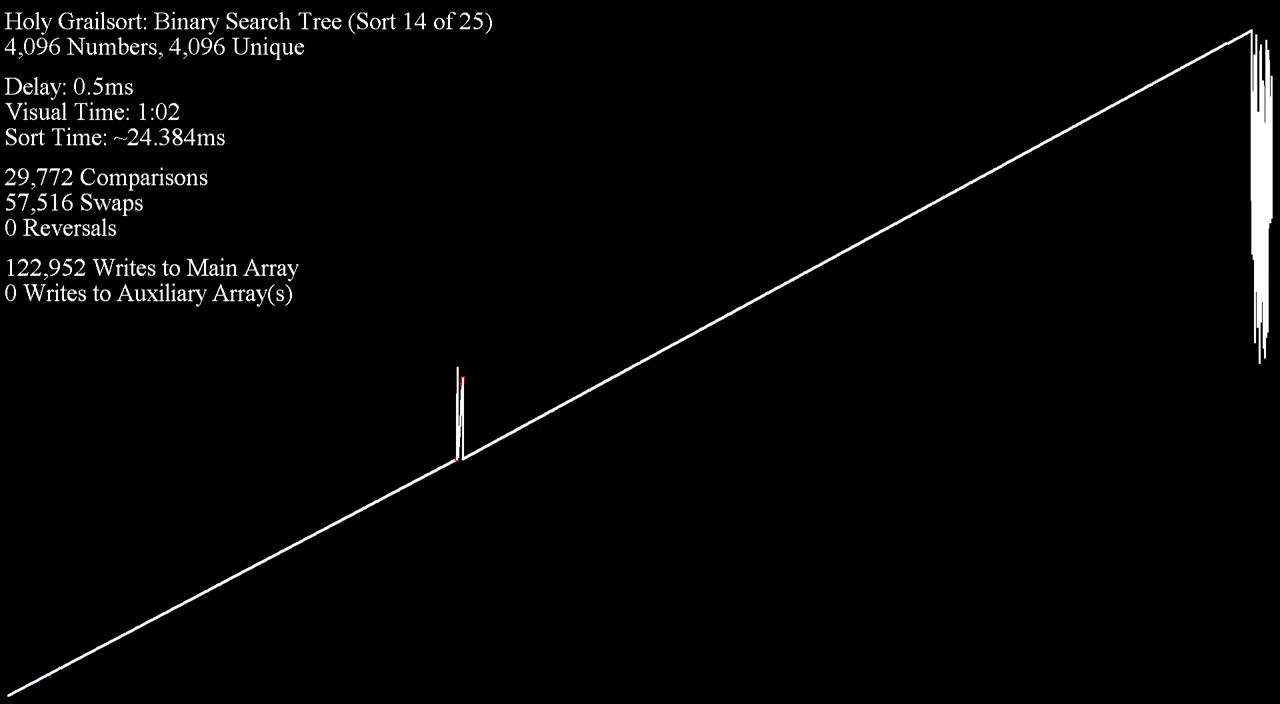 Holy Grailsort: Binary Search Tree (Sort 14 of 25)
4,096 Numbers, 4,096 Unique
Delay: 0.5ms
Visual Time: 1:02
Sort Time: ~24.384ms
29,772 Comparisons
57,516 Swaps
0 Reversals
122,952 Writes to Main Array
0 Writes to Auxiliary Array(s)